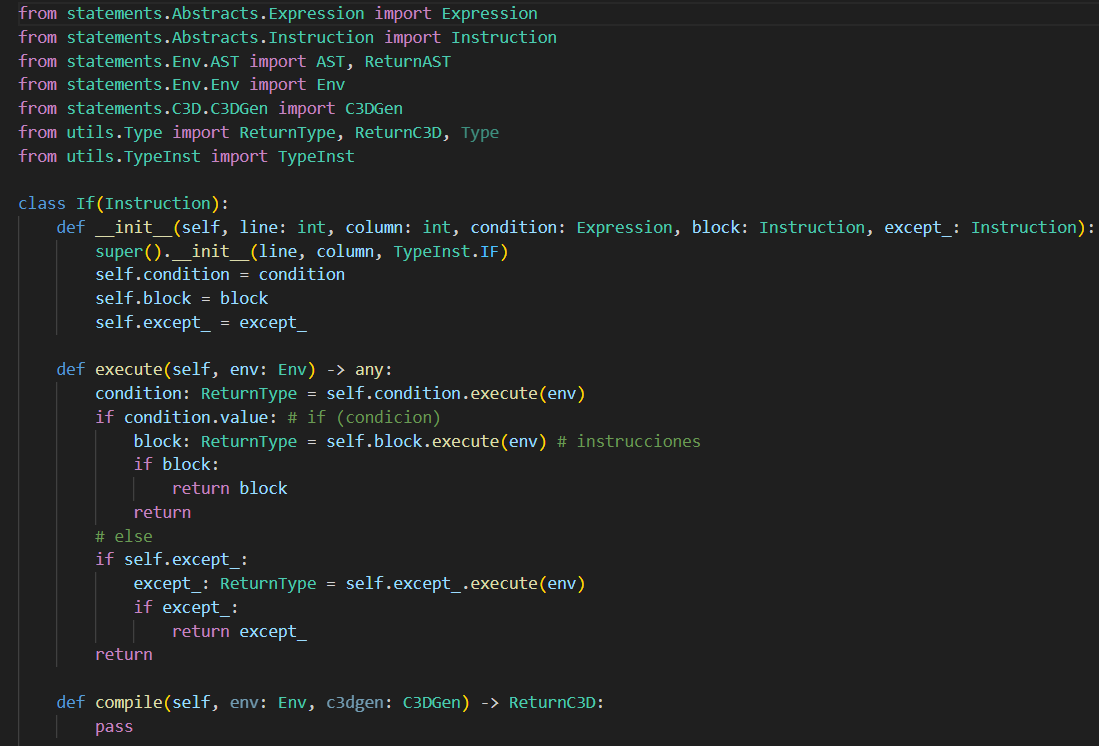 from statements.Abstracts.Expression import Expression
from statements.Abstracts.Instruction import Instruction
from statements.Env.AST import AST, ReturnAST
from statements.Env.Env import Env
from statements.C3D.C3DGen import C3DGen
from utils.Type import ReturnType, ReturnC3D, Type
from utils.TypeInst import TypeInst

class If(Instruction):
    def __init__(self, line: int, column: int, condition: Expression, block: Instruction, except_: Instruction):
        super().__init__(line, column, TypeInst.IF)
        self.condition = condition
        self.block = block
        self.except_ = except_

    def execute(self, env: Env) -> any:
        condition: ReturnType = self.condition.execute(env)
        if condition.value: # if (condicion)
            block: ReturnType = self.block.execute(env) # instrucciones
            if block:
                return block
            return
        # else
        if self.except_:
            except_: ReturnType = self.except_.execute(env)
            if except_:
                return except_
        return

    def compile(self, env: Env, c3dgen: C3DGen) -> ReturnC3D:
        pass